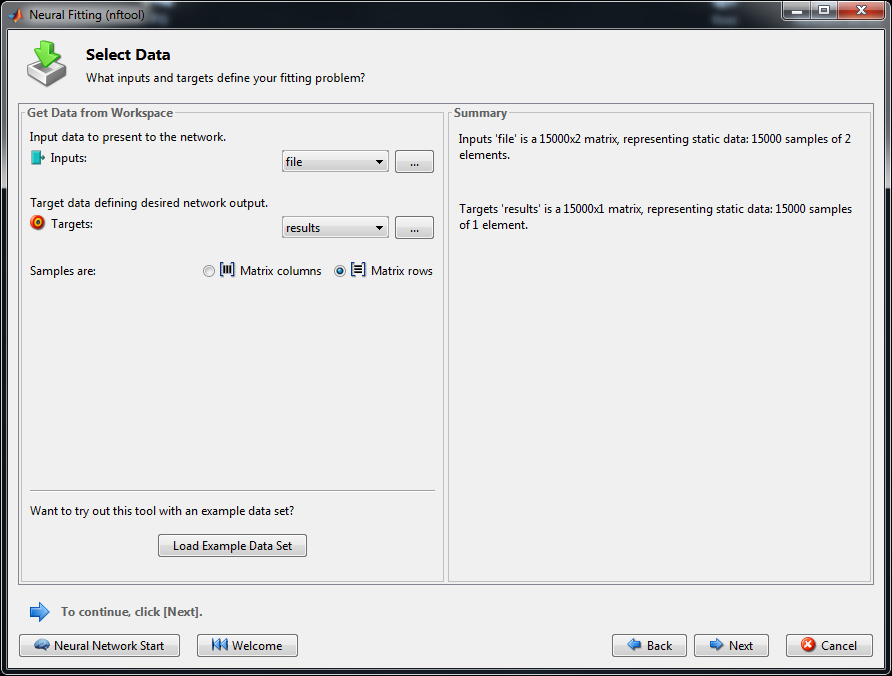 Neural Fitting (nftool)
Select Data
What inputs and targets define your fitting problem?
Get Data from Workspace
Input data to present to the network.
Inputs:
file
...
Target data defining desired network output.
Targets:
results
...
Samples are:
Matrix columns
Matrix rows
Want to try out this tool with an example data set?
Load Example Data Set
Summary
Inputs 'file' is a 15000x2 matrix, representing static data: 15000 samples of 2
elements.
Targets 'results' is a 15000x1 matrix, representing static data: 15000 samples
of 1 element.
To continue, click [Next].
Neural Network Start
Welcome
Back
Next
Cancel